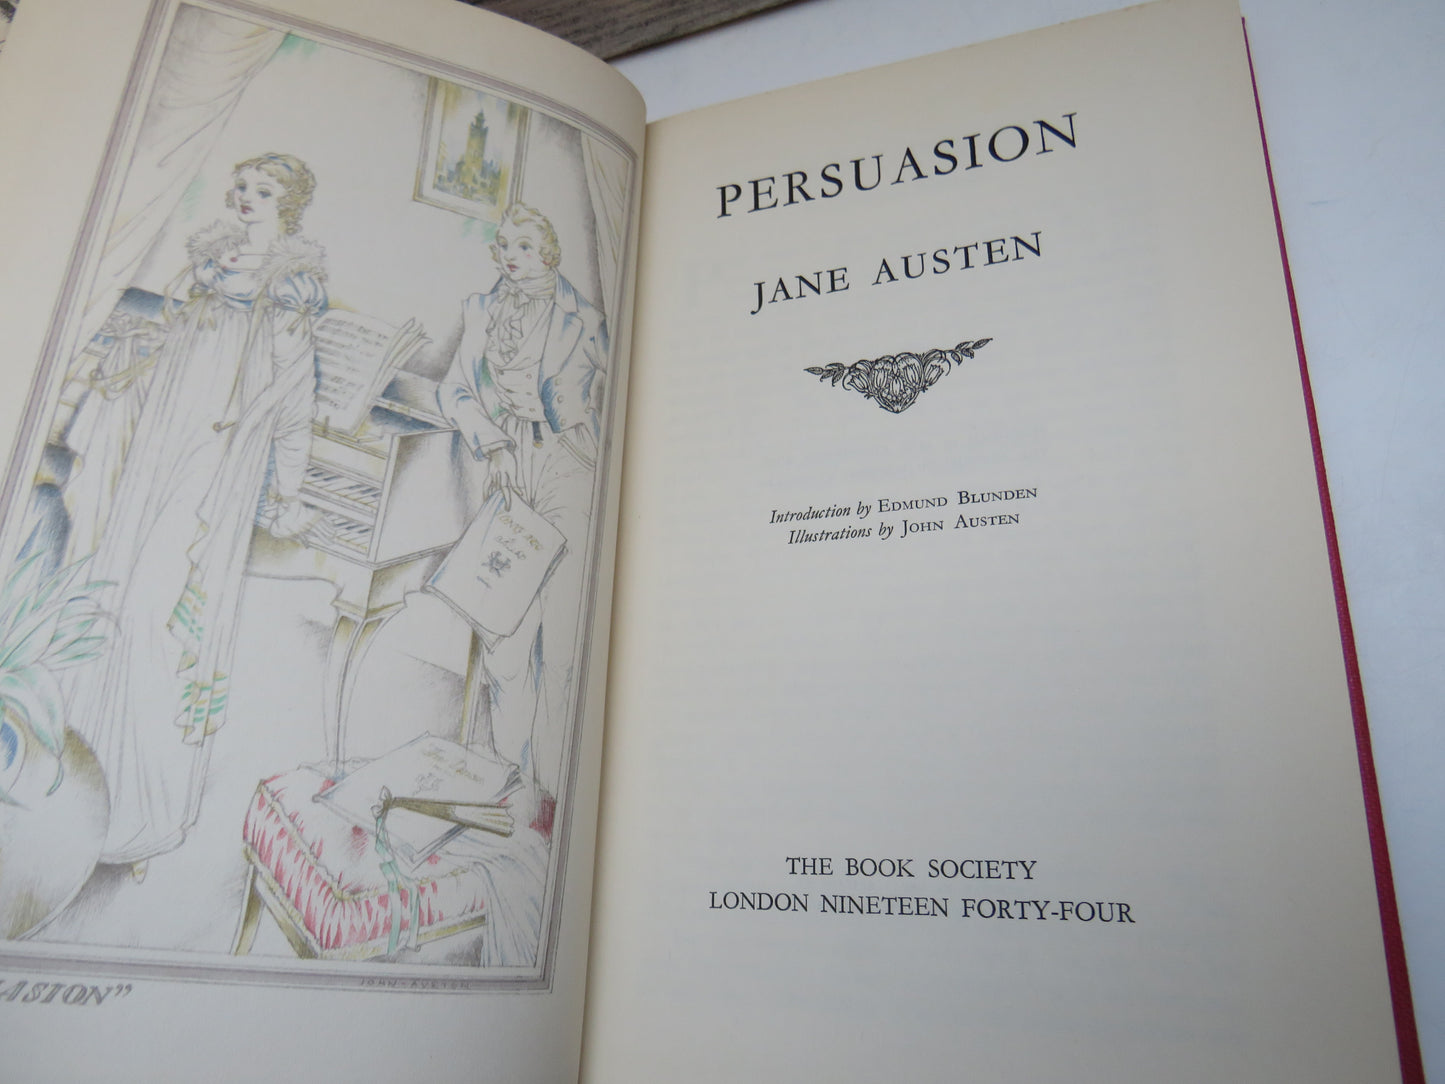 ASION”
JOHN·AUSTEN
PERSUASION
JANE AUSTEN
Introduction by EDMUND BLUNDEN
Illustrations by JOHN AUSTEN
THE BOOK SOCIETY
LONDON NINETEEN FORTY-FOUR